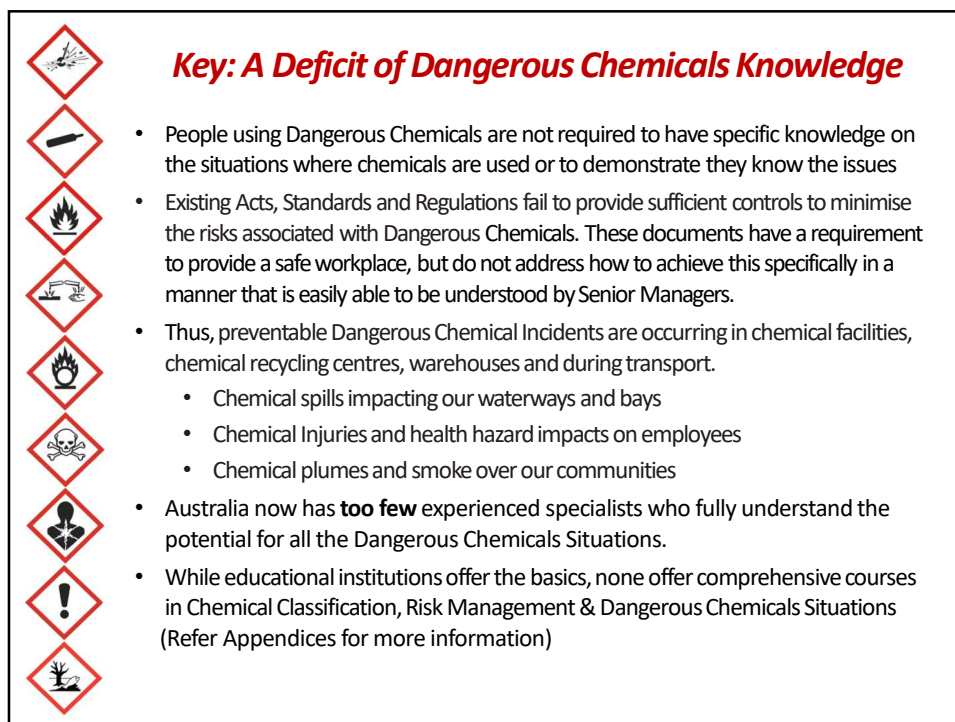 Key: A Deficit of Dangerous Chemicals Knowledge
• People using Dangerous Chemicals are not required to have specific knowledge on
the situations where chemicals are used or to demonstrate they know the issues
• Existing Acts, Standards and Regulations fail to provide sufficient controls to minimise
the risks associated with Dangerous Chemicals. These documents have a requirement
to provide a safe workplace, but do not address how to achieve this specifically in a
manner that is easily able to be understood by Senior Managers.
• Thus, preventable Dangerous Chemical Incidents are occurring in chemical facilities,
chemical recycling centres, warehouses and during transport.
• Chemical spills impacting our waterways and bays
• Chemical Injuries and health hazard impacts on employees
• Chemical plumes and smoke over our communities
• Australia now has too few experienced specialists who fully understand the
potential for all the Dangerous Chemicals Situations.
• While educational institutions offer the basics, none offer comprehensive courses
in Chemical Classification, Risk Management & Dangerous Chemicals Situations
(Refer Appendices for more information)